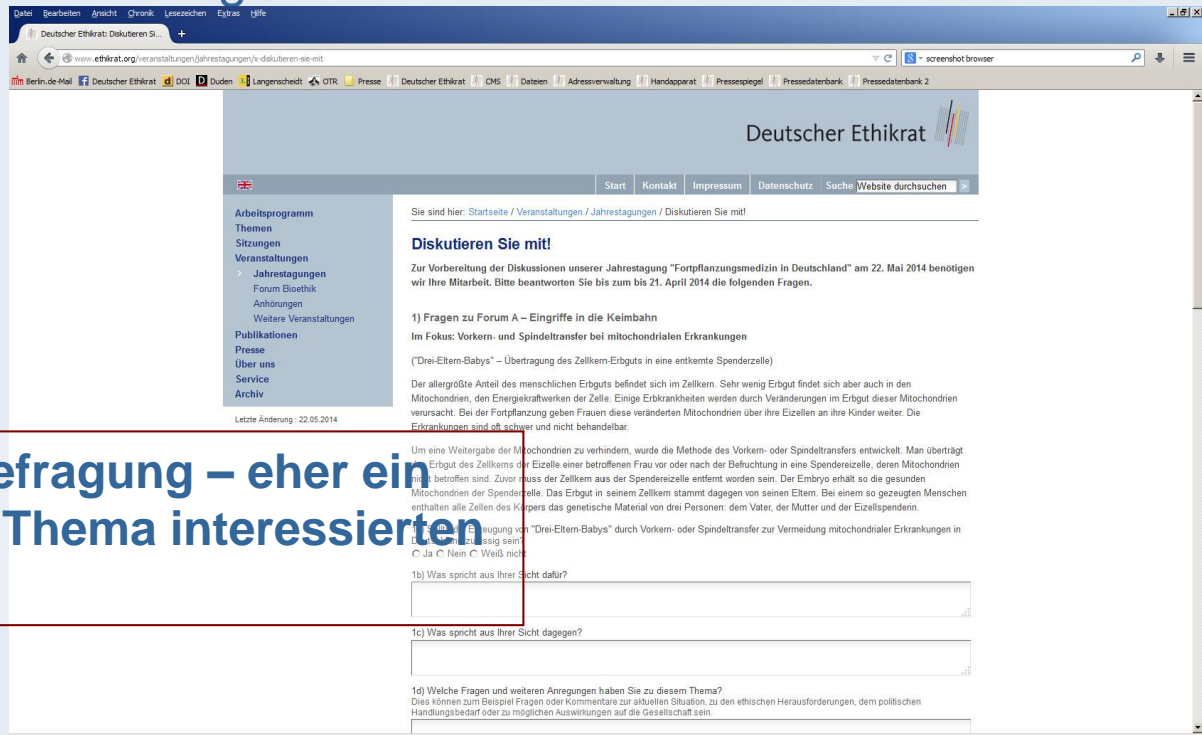 Datei Bearbeiten Ansicht Chronik Lesezeichen Extras Hilfe
Deutscher Ethikrat: Diskutieren Si...
www.ethikrat.org/veranstaltungen/jahrestagungen/x-diskutieren-sie-mit
screenshot browser
Berlin.de-Mail Deutscher Ethikrat DOI Duden Langenscheidt OTR Presse Deutscher Ethikrat CMS Dateien Adressverwaltung Handapparat Pressespiegel Pressedatenbank Pressedatenbank 2
Deutscher Ethikrat
Start Kontakt Impressum Datenschutz Suche Website durchsuchen >
Arbeitsprogramm
Themen
Sitzungen
Veranstaltungen
Jahrestagungen
Forum Bioethik
Anhörungen
Weitere Veranstaltungen
Publikationen
Presse
Über uns
Service
Archiv
Letzte Änderung : 22.05.2014
Sie sind hier: Startseite / Veranstaltungen / Jahrestagungen / Diskutieren Sie mit!
Diskutieren Sie mit!
Zur Vorbereitung der Diskussionen unserer Jahrestagung "Fortpflanzungsmedizin in Deutschland" am 22. Mai 2014 benötigen
wir Ihre Mitarbeit. Bitte beantworten Sie bis zum bis 21. April 2014 die folgenden Fragen.
1) Fragen zu Forum A – Eingriffe in die Keimbahn
Im Fokus: Vorkern- und Spindeltransfer bei mitochondrialen Erkrankungen
("Drei-Eltern-Babys" – Übertragung des Zellkern-Erbguts in eine entkernte Spenderzelle)
Der allergrößte Anteil des menschlichen Erbguts befindet sich im Zellkern. Sehr wenig Erbgut findet sich aber auch in den
Mitochondrien, den Energiekraftwerken der Zelle. Einige Erbkrankheiten werden durch Veränderungen im Erbgut dieser Mitochondrien
verursacht. Bei der Fortpflanzung geben Frauen diese veränderten Mitochondrien über ihre Eizellen an ihre Kinder weiter. Die
Erkrankungen sind oft schwer und nicht behandelbar.
Um eine Weitergabe der Mitochondrien zu verhindern, wurde die Methode des Vorkern- oder Spindeltransfers entwickelt. Man überträgt
Erbgut des Zellkerns der Eizelle einer betroffenen Frau vor oder nach der Befruchtung in eine Spendereizelle, deren Mitochondrien
nicht betroffen sind. Zuvor muss der Zellkern aus der Spendereizelle entfernt worden sein. Der Embryo erhält so die gesunden
Mitochondrien der Spenderzelle. Das Erbgut in seinem Zellkern stammt dagegen von seinen Eltern. Bei einem so gezeugten Menschen
enthalten alle Zellen des Körpers das genetische Material von drei Personen: dem Vater, der Mutter und der Eizellspenderin.
efragung – eher ein
Thema interessierten
Erzeugung von "Drei-Eltern-Babys" durch Vorkern- oder Spindeltransfer zur Vermeidung mitochondrialer Erkrankungen in
sein?
Ja Nein Weiß nicht
1b) Was spricht aus Ihrer Sicht dafür?
1c) Was spricht aus Ihrer Sicht dagegen?
1d) Welche Fragen und weiteren Anregungen haben Sie zu diesem Thema?
Dies können zum Beispiel Fragen oder Kommentare zur aktuellen Situation, zu den ethischen Herausforderungen, dem politischen
Handlungsbedarf oder zu möglichen Auswirkungen auf die Gesellschaft sein.